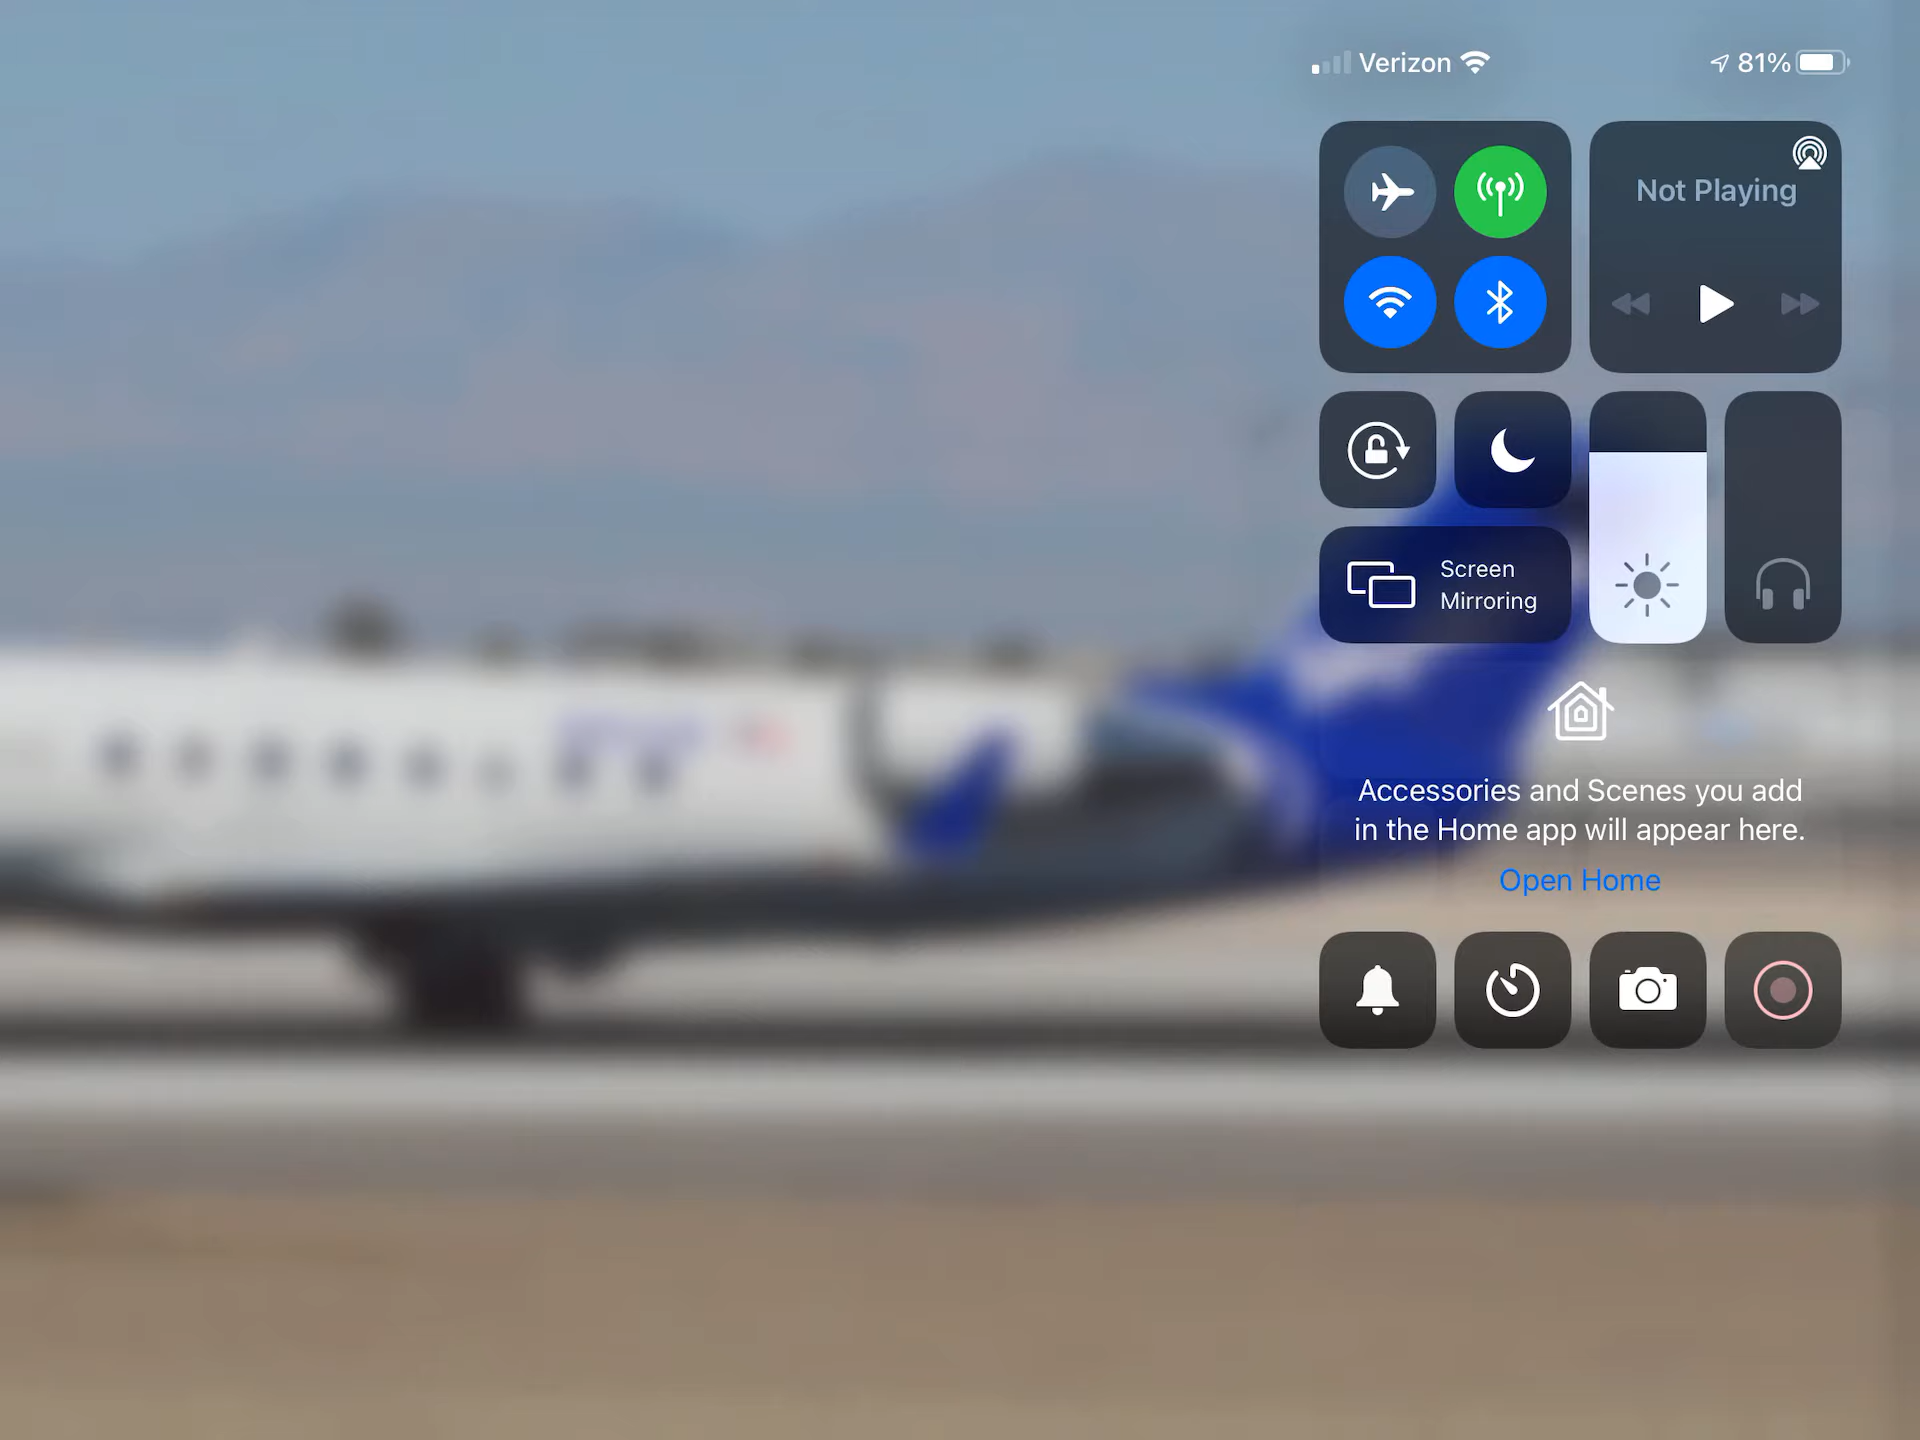 Verizon
81%
Not Playing
Screen
Mirroring
Accessories and Scenes you add
in the Home app will appear here.
Open Home